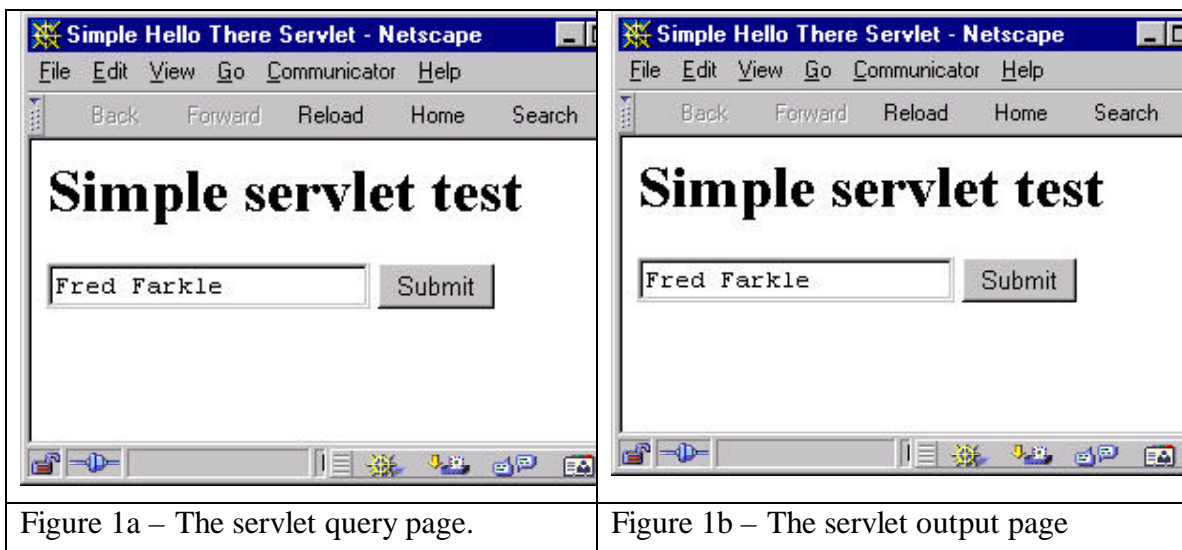 Simple Hello There Servlet - Netscape
File Edit View Go Communicator Help
Back Forward Reload Home Search
Simple servlet test
Fred Farkle Submit
Figure 1a – The servlet query page.
Simple Hello There Servlet - Netscape
File Edit View Go Communicator Help
Back Forward Reload Home Search
Simple servlet test
Fred Farkle Submit
Figure 1b – The servlet output page